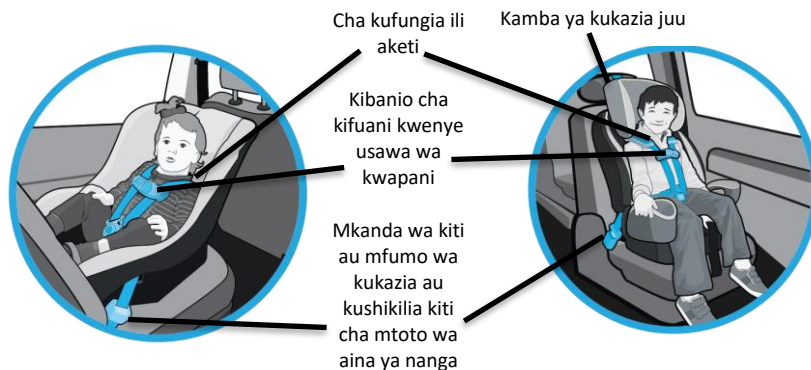 Cha kufungia ili
aketi
Kamba ya kukazia juu
Kibanio cha
kifuani kwenye
usawa wa
kwapani
Mkanda wa kiti
au mfumo wa
kukazia au
kushikilia kiti
cha mtoto wa
aina ya nanga